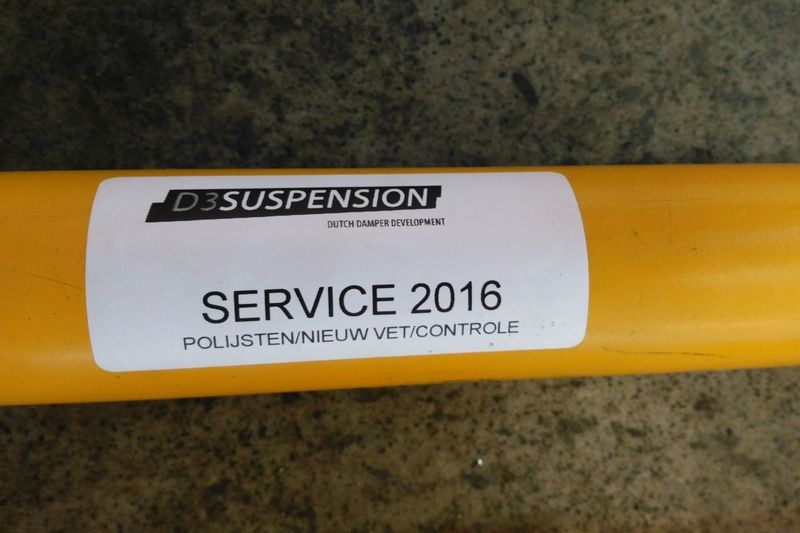 D3SUSPENSION
DUTCH DAMPER DEVELOPMENT
SERVICE 2016
POLIJSTEN/NIEUW VET/CONTROLE